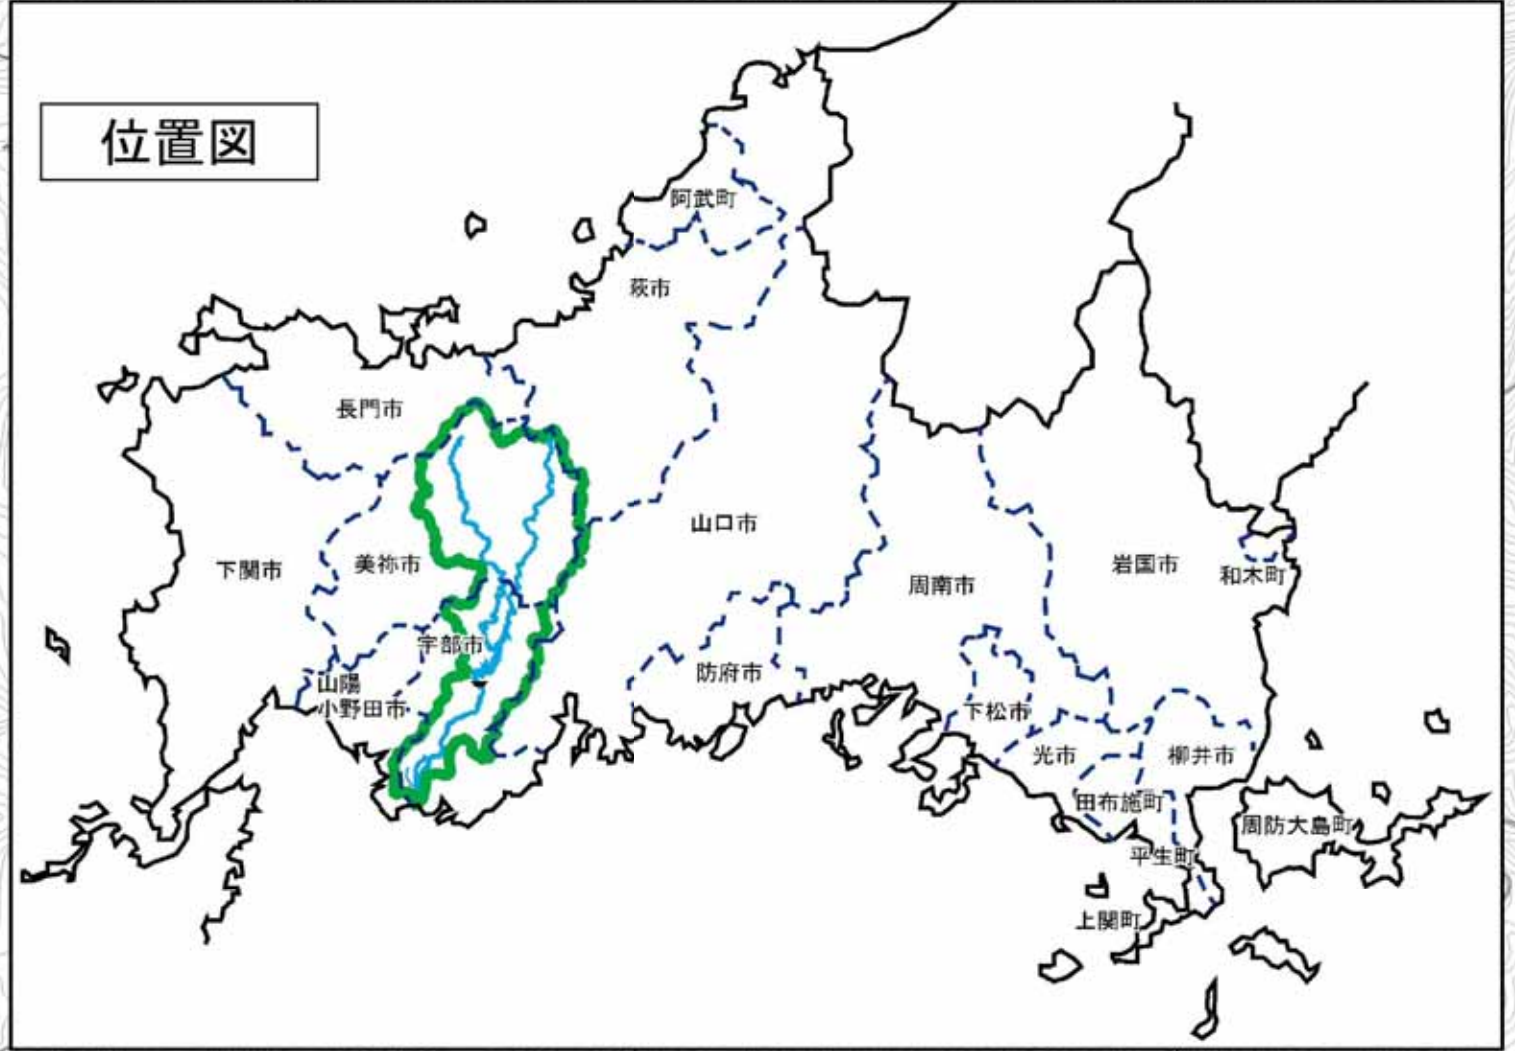 位置図
阿武町
萩市
長門市
山口市
下関市
美祢市
岩国市
和木町
周南市
宇部市
防府市
山陽
小野田市
下松市
光市
柳井市
田布施町
周防大島町
平生町
上関町